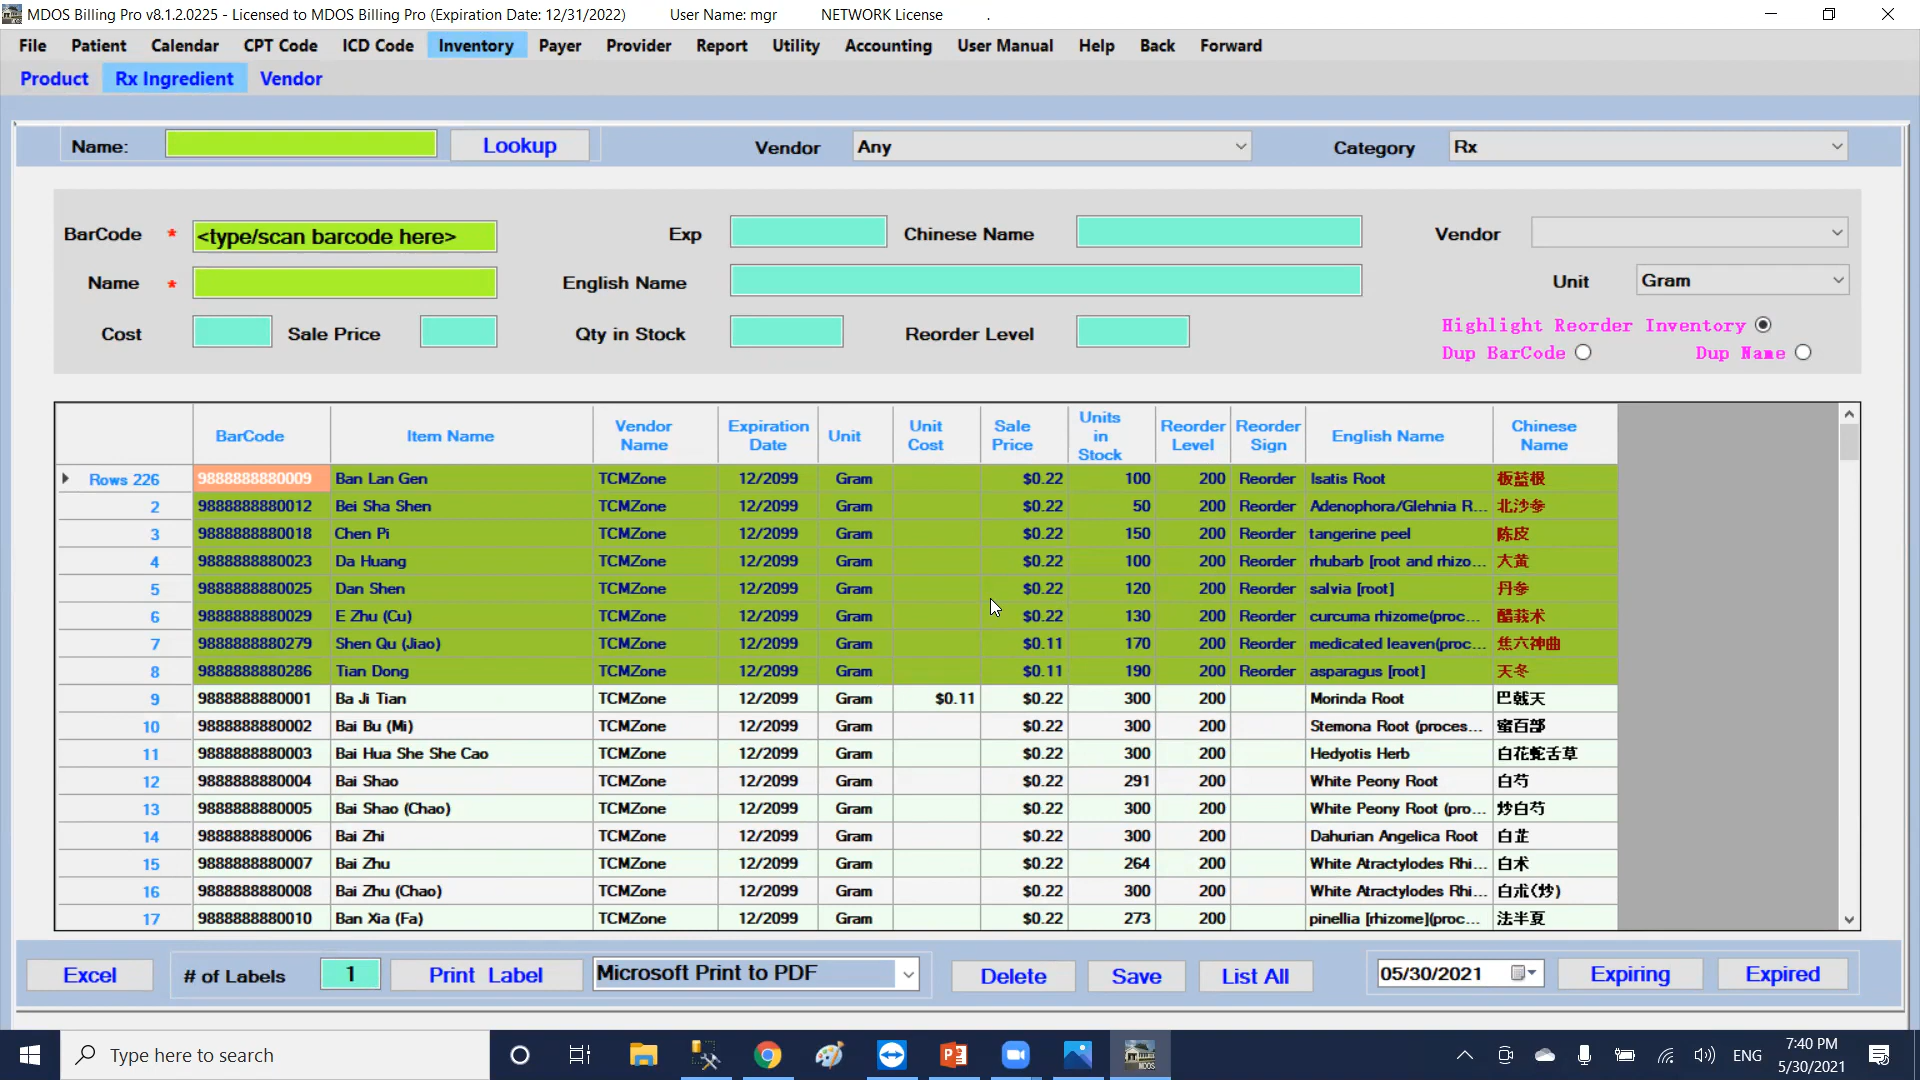 MDOS Billing Pro v8.1.2.0225 - Licensed to MDOS Billing Pro (Expiration Date: 12/31/2022) User Name: mgr NETWORK License .
File Patient Calendar CPT Code ICD Code Inventory Payer Provider Report Utility Accounting User Manual Help Back Forward
Product Rx Ingredient Vendor
Name: Lookup Vendor Any Category Rx
BarCode * <type/scan barcode here> Exp Chinese Name Vendor
Name * English Name Unit Gram
Cost Sale Price Qty in Stock Reorder Level Highlight Reorder Inventory
Dup BarCode Dup Name
BarCode Item Name Vendor Name Expiration Date Unit Unit Cost Sale Price Units in Stock Reorder Level Reorder Sign English Name Chinese Name
Rows 226 9888888880009 Ban Lan Gen TCMZone 12/2099 Gram $0.22 100 200 Reorder Isatis Root 板蓝根
2 9888888880012 Bei Sha Shen TCMZone 12/2099 Gram $0.22 50 200 Reorder Adenophora/Glehnia R... 北沙参
3 9888888880018 Chen Pi TCMZone 12/2099 Gram $0.22 150 200 Reorder tangerine peel 陈皮
4 9888888880023 Da Huang TCMZone 12/2099 Gram $0.22 100 200 Reorder rhubarb [root and rhizo... 大黄
5 9888888880025 Dan Shen TCMZone 12/2099 Gram $0.22 120 200 Reorder salvia [root] 丹参
6 9888888880029 E Zhu (Cu) TCMZone 12/2099 Gram $0.22 130 200 Reorder curcuma rhizome(proc... 醋莪术
7 9888888880279 Shen Qu (Jiao) TCMZone 12/2099 Gram $0.11 170 200 Reorder medicated leaven(proc... 焦六神曲
8 9888888880286 Tian Dong TCMZone 12/2099 Gram $0.11 190 200 Reorder asparagus [root] 天冬
9 9888888880001 Ba Ji Tian TCMZone 12/2099 Gram $0.11 $0.22 300 200 Morinda Root 巴戟天
10 9888888880002 Bai Bu (Mi) TCMZone 12/2099 Gram $0.22 300 200 Stemona Root (proces... 蜜百部
11 9888888880003 Bai Hua She She Cao TCMZone 12/2099 Gram $0.22 300 200 Hedyotis Herb 白花蛇舌草
12 9888888880004 Bai Shao TCMZone 12/2099 Gram $0.22 291 200 White Peony Root 白芍
13 9888888880005 Bai Shao (Chao) TCMZone 12/2099 Gram $0.22 300 200 White Peony Root (pro... 炒白芍
14 9888888880006 Bai Zhi TCMZone 12/2099 Gram $0.22 300 200 Dahurian Angelica Root 白芷
15 9888888880007 Bai Zhu TCMZone 12/2099 Gram $0.22 264 200 White Atractylodes Rhi... 白术
16 9888888880008 Bai Zhu (Chao) TCMZone 12/2099 Gram $0.22 300 200 White Atractylodes Rhi... 白朮(炒)
17 9888888880010 Ban Xia (Fa) TCMZone 12/2099 Gram $0.22 273 200 pinellia [rhizome](proc... 法半夏
Excel # of Labels 1 Print Label Microsoft Print to PDF Delete Save List All 05/30/2021 Expiring Expired
Type here to search ENG 7:40 PM
5/30/2021